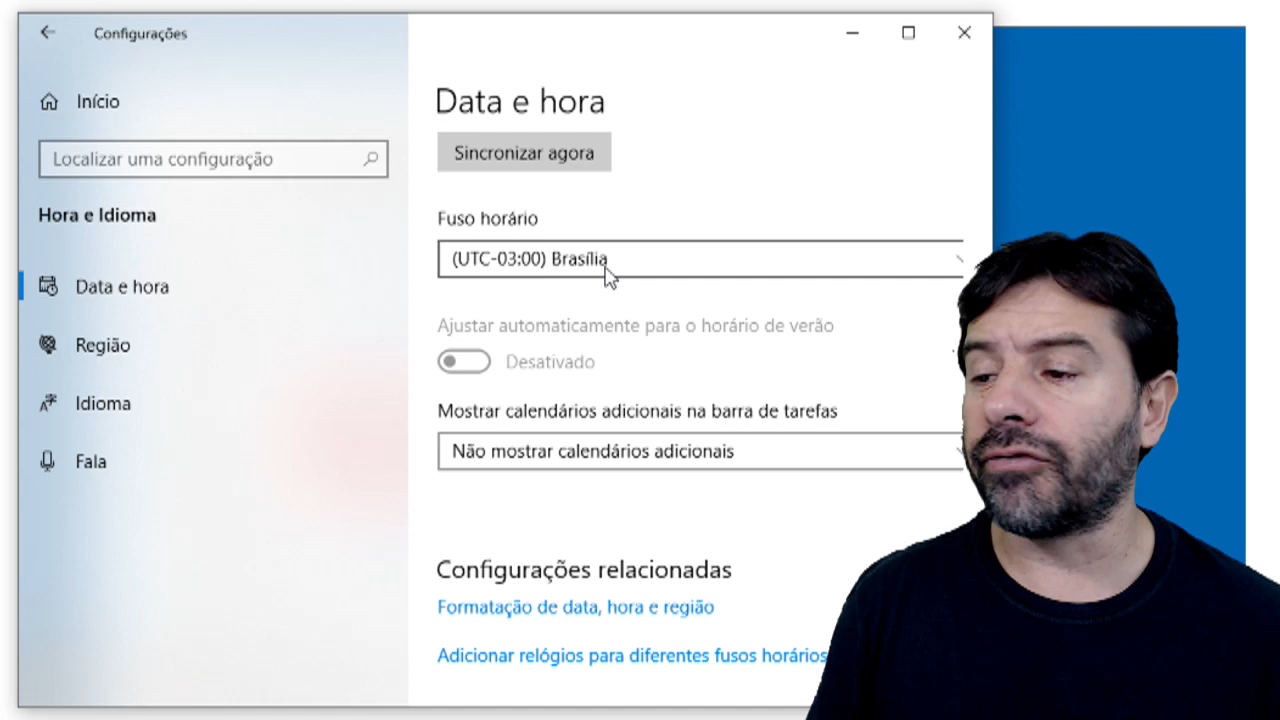 Configurações
Início
Localizar uma configuração
Hora e Idioma
Data e hora
Região
Idioma
Fala
Data e hora
Sincronizar agora
Fuso horário
(UTC-03:00) Brasília
Ajustar automaticamente para o horário de verão
Desativado
Mostrar calendários adicionais na barra de tarefas
Não mostrar calendários adicionais
Configurações relacionadas
Formatação de data, hora e região
Adicionar relógios para diferentes fusos horários